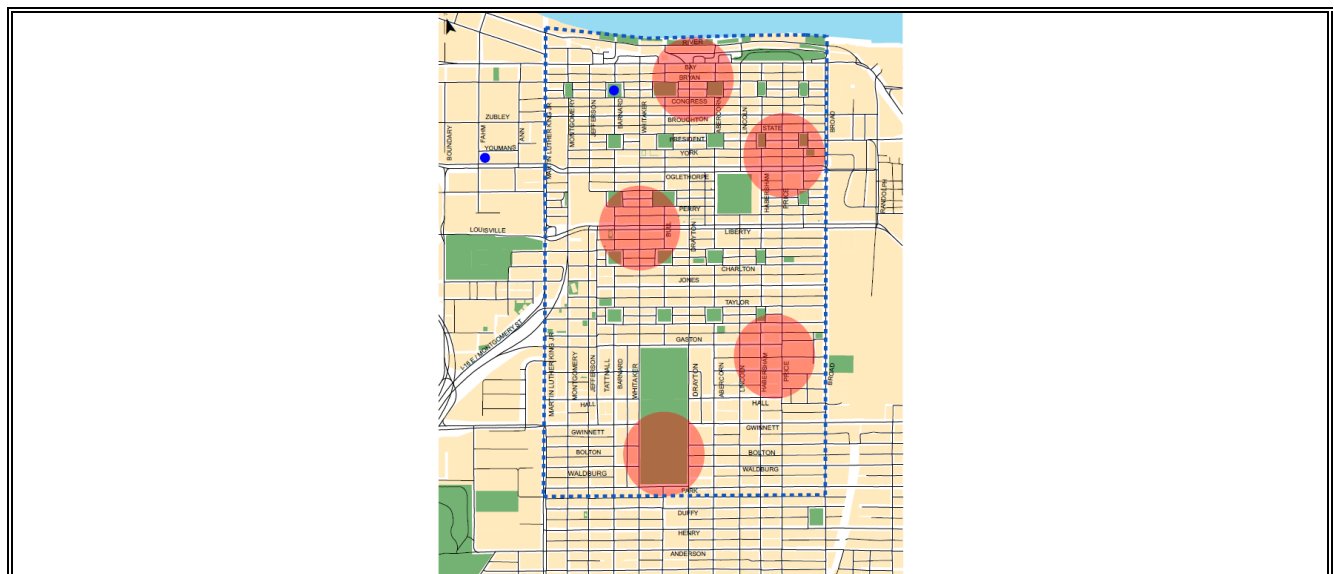 RIVER
BAY
BRYAN
CONGRESS
ZUBLEY
BROUGHTON
STATE
PRESIDENT
YOUMANS
YORK
OGLETHORPE
PERRY
LOUISVILLE
LIBERTY
CHARLTON
JONES
TAYLOR
GASTON
HALL
HALL
GWINNETT
GWINNETT
BOLTON
BOLTON
WALDBURG
WALDBURG
PARK
DUFFY
HENRY
ANDERSON
BOUNDARY
FAHM
ANN
MARTIN LUTHER KING JR
MONTGOMERY
JEFFERSON
BARNARD
WHITAKER
ABERCORN
LINCOLN
BROAD
HABERSHAM
PRICE
RANDOLPH
BULL
DRAYTON
I-16 E / MONTGOMERY ST.
MARTIN LUTHER KING JR
MONTGOMERY
JEFFERSON
TATTNALL
BARNARD
WHITAKER
DRAYTON
ABERCORN
LINCOLN
HABERSHAM
PRICE
BROAD